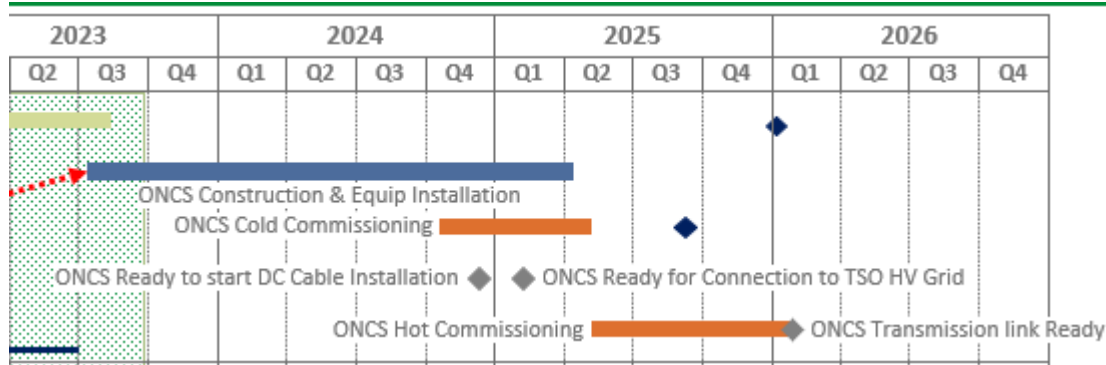 2023 2024 2025 2026
Q2 Q3 Q4 Q1 Q2 Q3 Q4 Q1 Q2 Q3 Q4 Q1 Q2 Q3 Q4
ONCS Construction & Equip Installation
ONCS Cold Commissioning
ONCS Ready to start DC Cable Installation ONCS Ready for Connection to TSO HV Grid
ONCS Hot Commissioning ONCS Transmission link Ready